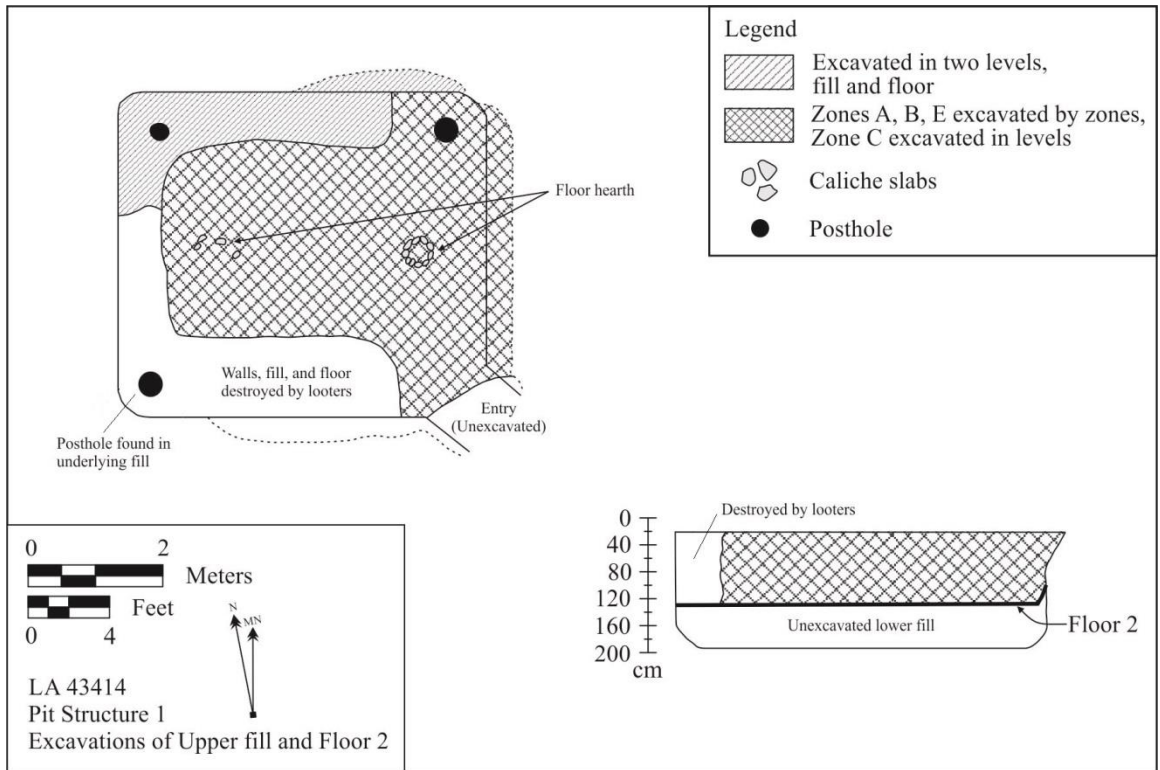 Legend
Excavated in two levels,
fill and floor
Zones A, B, E excavated by zones,
Zone C excavated in levels
Caliche slabs
Posthole
Floor hearth
Walls, fill, and floor
destroyed by looters
Entry
(Unexcavated)
Posthole found in
underlying fill
0 2
Meters
Feet
0 4
N
MN
LA 43414
Pit Structure 1
Excavations of Upper fill and Floor 2
Destroyed by looters
0
40
80
120
160
200
cm
Unexcavated lower fill
Floor 2